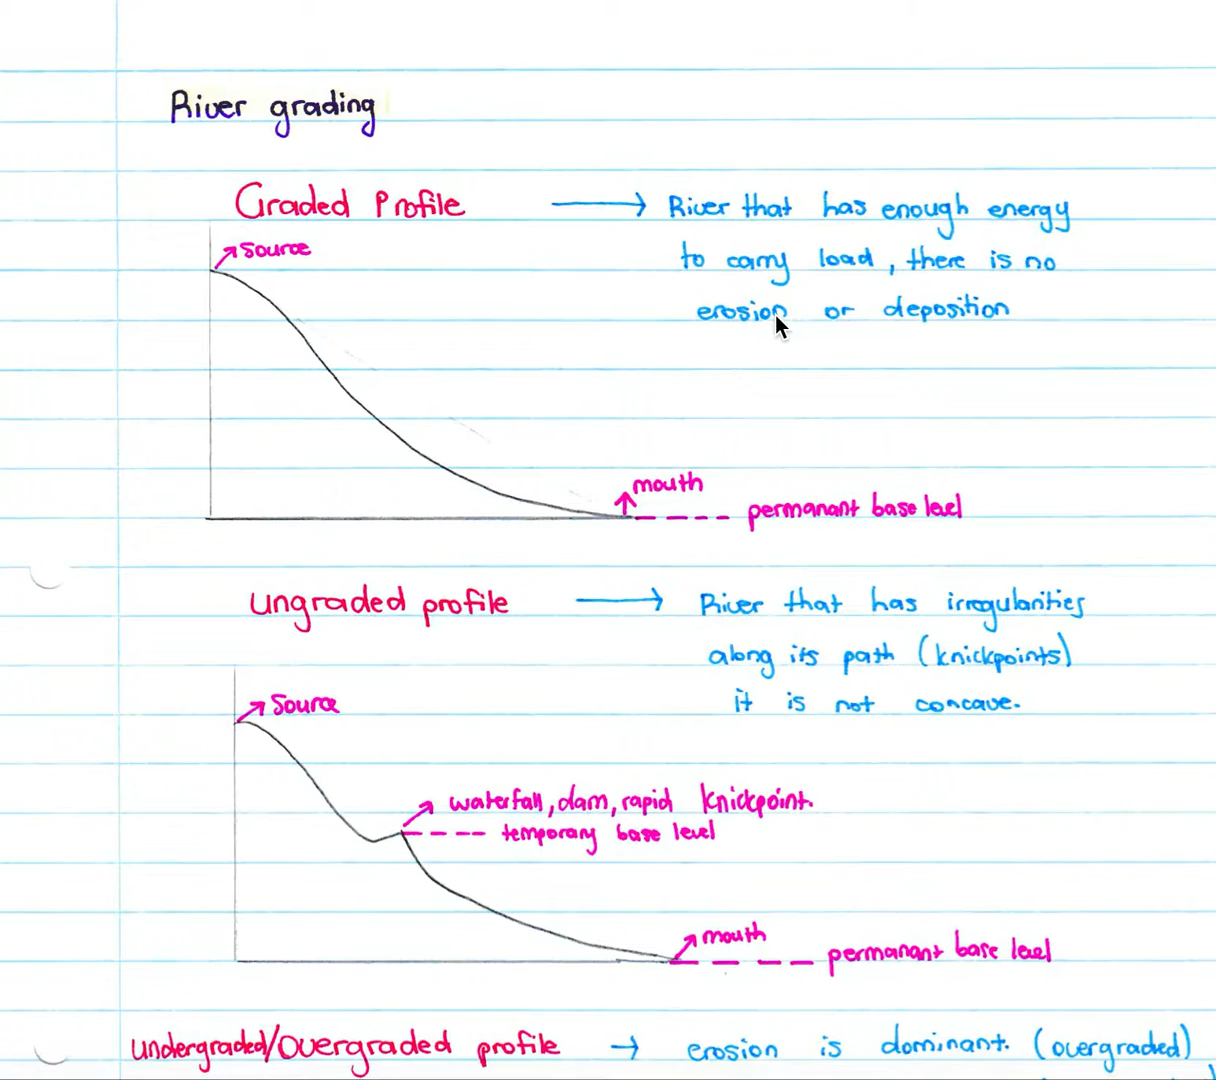 River grading
Graded Profile → River that has enough energy
to carry load, there is no
erosion or deposition
source
mouth
permanant base level
ungraded profile → River that has irregularities
along its path (knickpoints)
it is not concave.
Source
waterfall, dam, rapid knickpoint.
temporary base level
mouth
permanant base level
undergraded/overgraded profile → erosion is dominant. (overgraded)